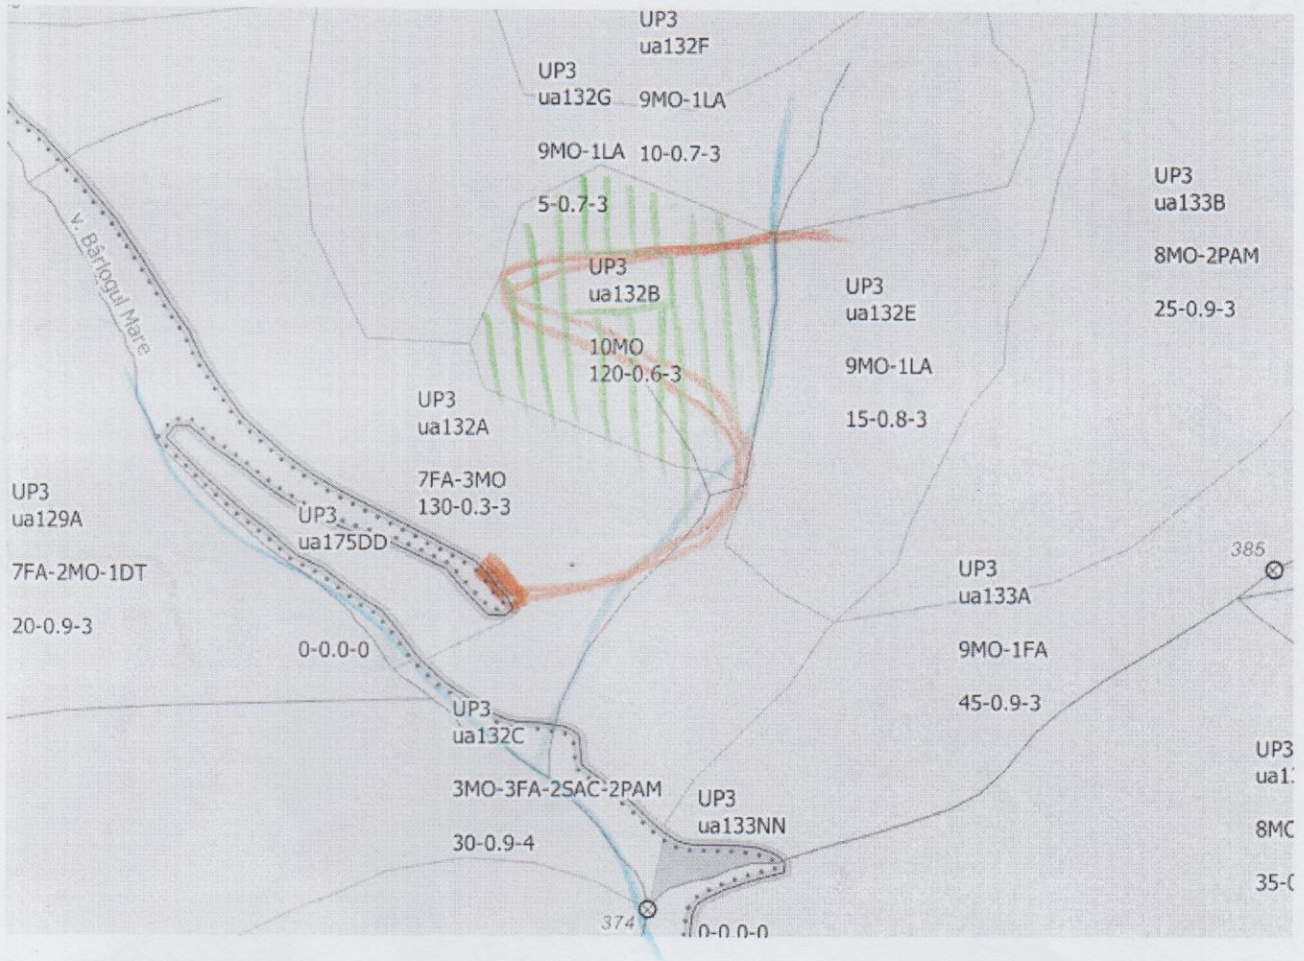 UP3
ua132F
9MO-1LA
10-0.7-3
UP3
ua132G
9MO-1LA
5-0.7-3
UP3
ua133B
8MO-2PAM
25-0.9-3
v. Bârlogul Mare
UP3
ua132B
10MO
120-0.6-3
UP3
ua132E
9MO-1LA
15-0.8-3
UP3
ua132A
7FA-3MO
130-0.3-3
UP3
ua129A
7FA-2MO-1DT
20-0.9-3
UP3
ua175DD
0-0.0-0
385
UP3
ua133A
9MO-1FA
45-0.9-3
UP3
ua132C
3MO-3FA-2SAC-2PAM
30-0.9-4
UP3
ua133NN
0-0.0-0
374
UP3
8MO